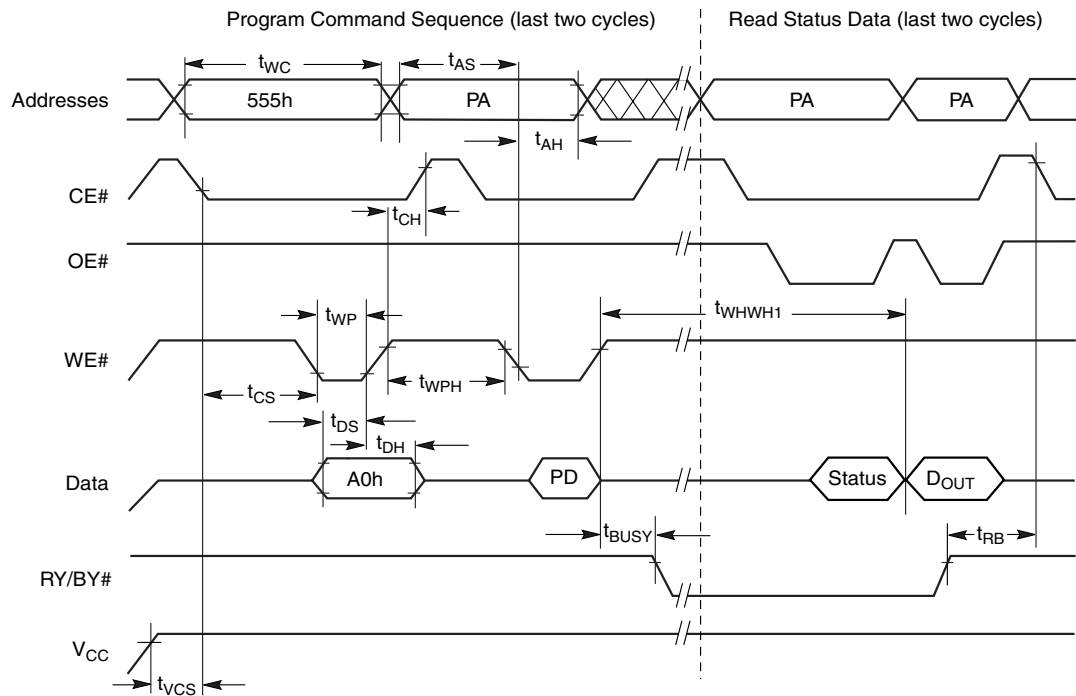 Program Command Sequence (last two cycles) Read Status Data (last two cycles)
tWC tAS
Addresses 555h PA PA PA
tAH
CE#
tCH
OE#
tWP tWHWH1
WE#
tCS tWPH
tDS
tDH
Data A0h PD Status DOUT
tBUSY tRB
RY/BY#
VCC
tVCS